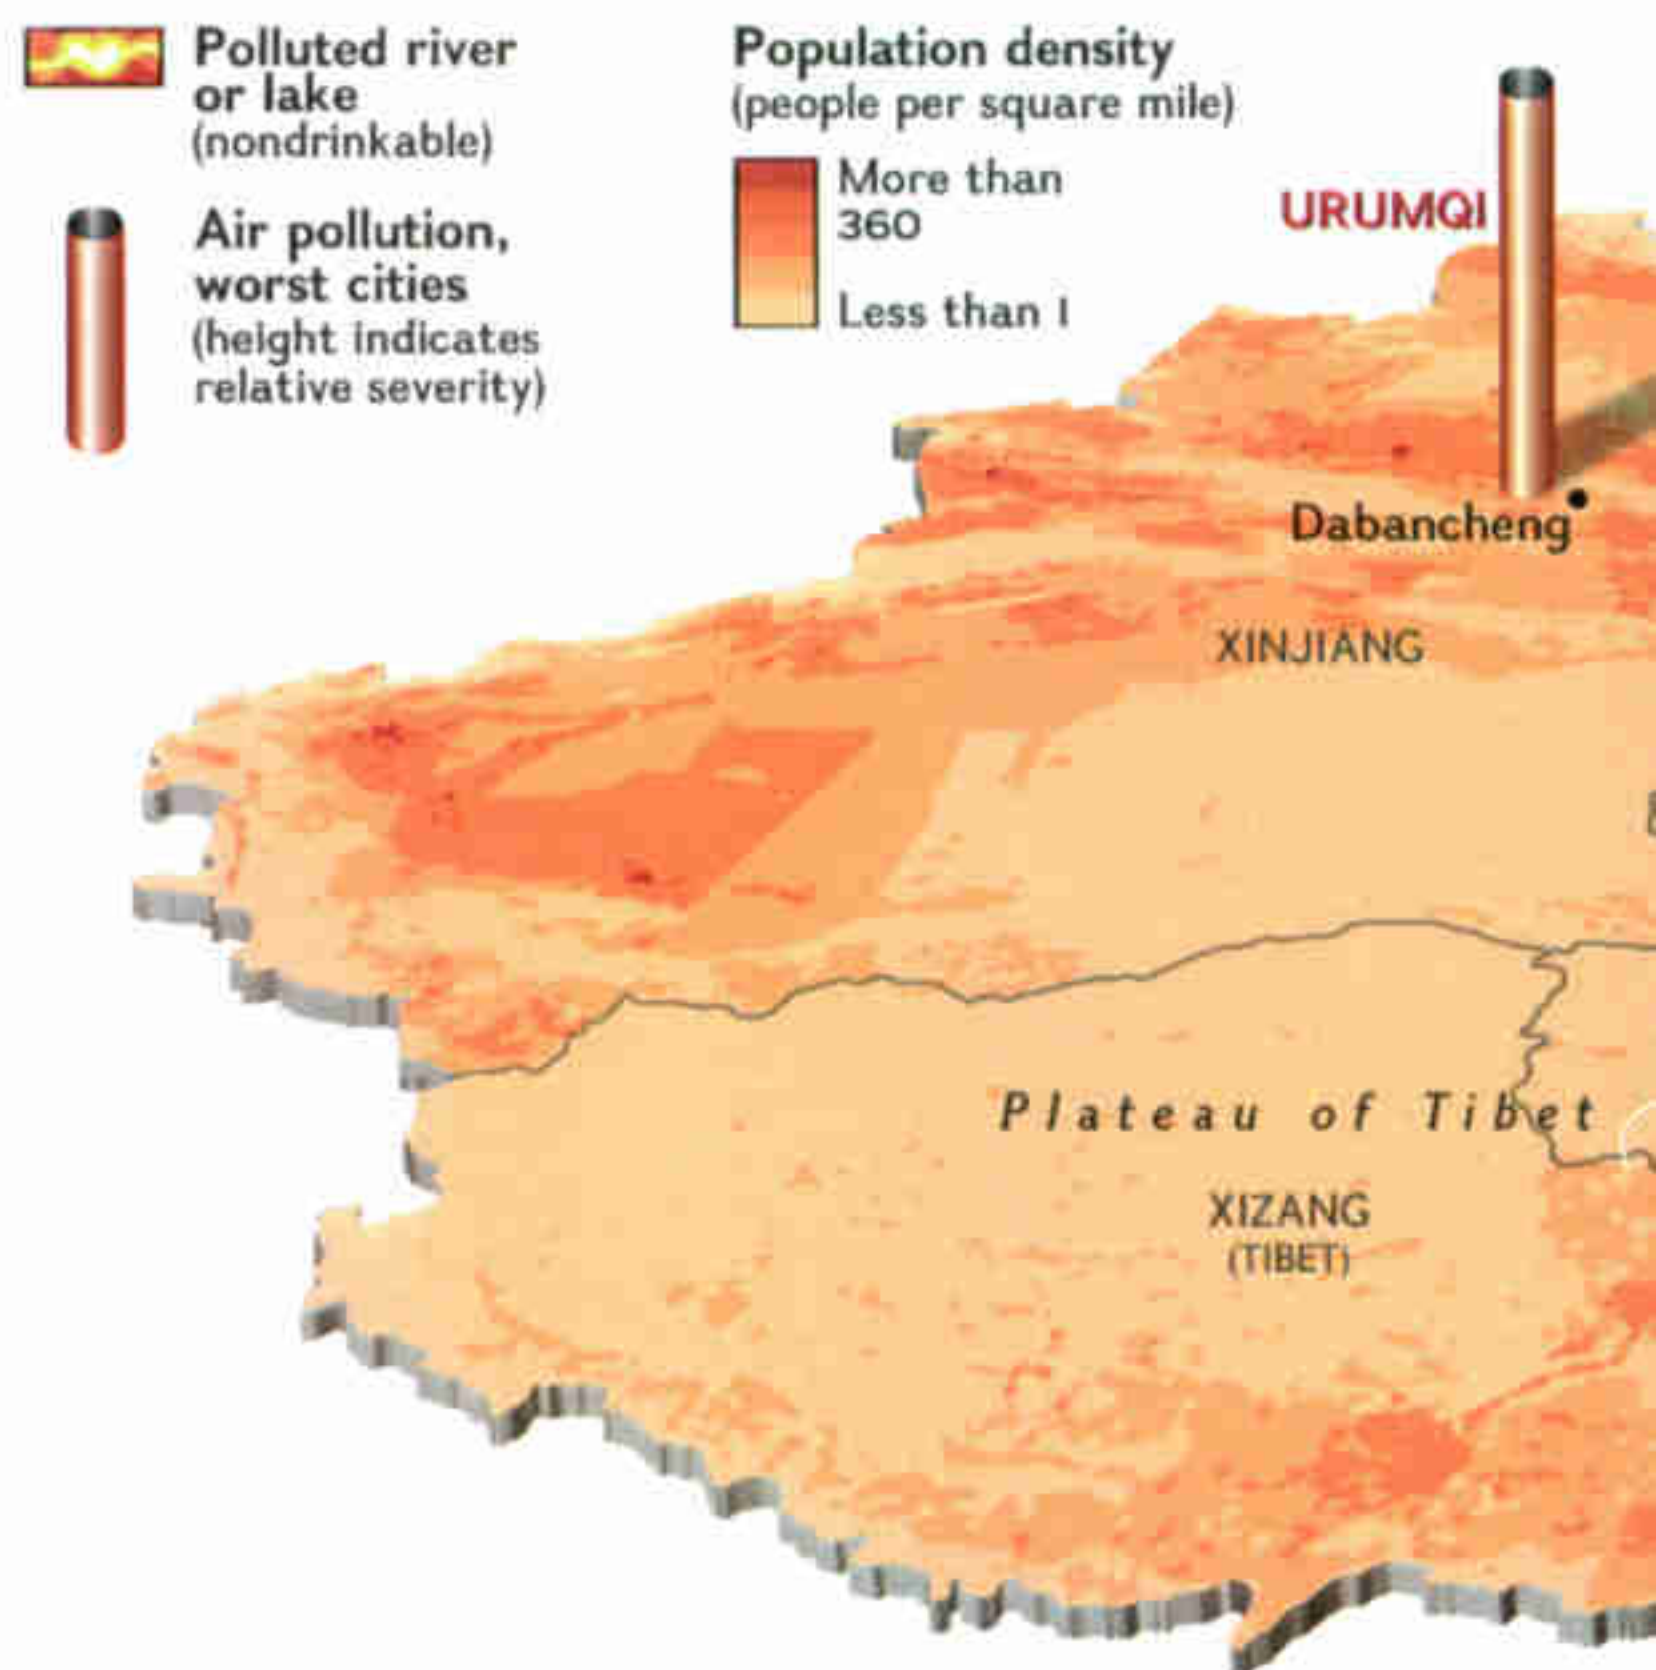 Polluted river
or lake
(nondrinkable)
Air pollution,
worst cities
(height indicates
relative severity)
Population density
(people per square mile)
More than
360
Less than 1
URUMQI
Dabancheng
XINJIANG
Plateau of Tibet
XIZANG
(TIBET)